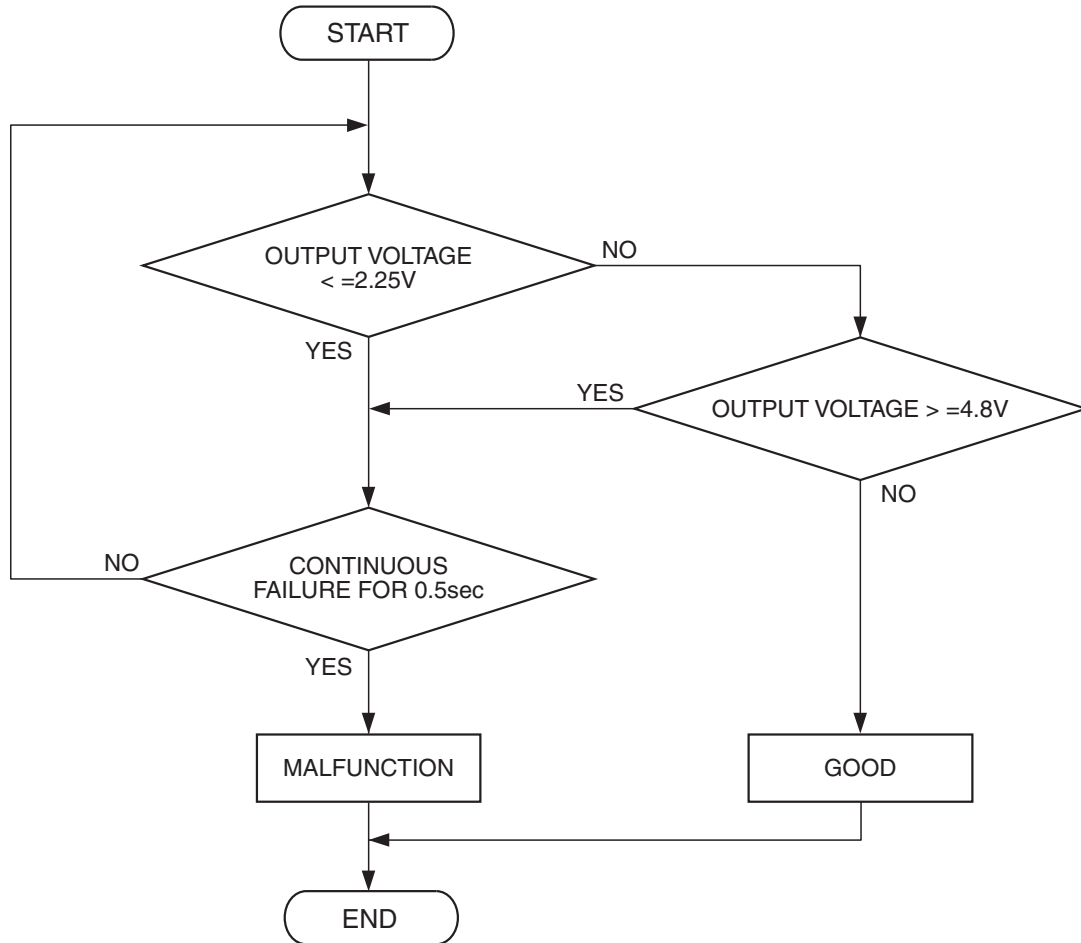 START
OUTPUT VOLTAGE
< =2.25V
NO
YES
YES
OUTPUT VOLTAGE > =4.8V
NO
NO
CONTINUOUS
FAILURE FOR 0.5sec
YES
MALFUNCTION
GOOD
END